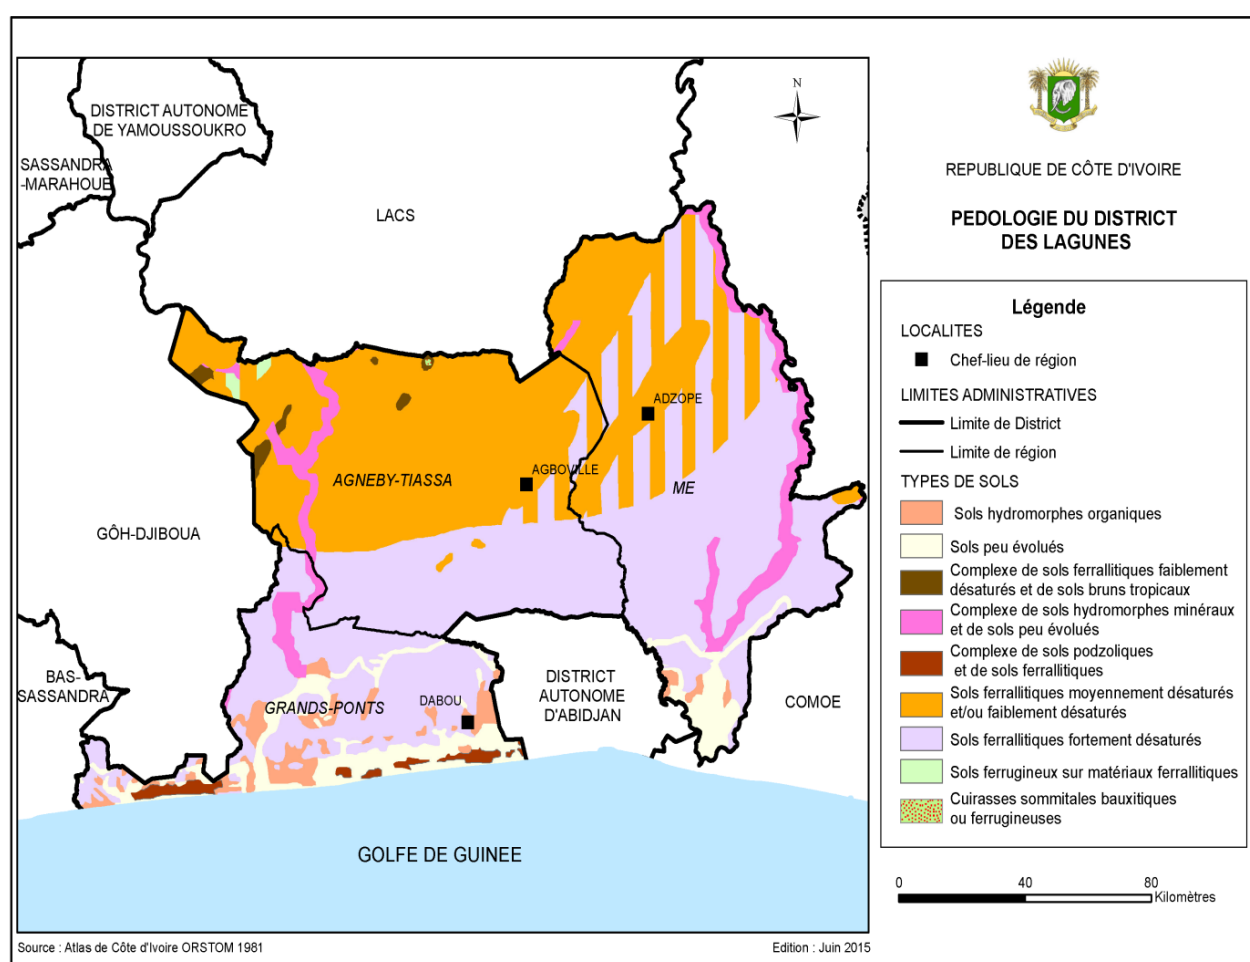 DISTRICT AUTONOME
DE YAMOUSSOUKRO
SASSANDRA
-MARAHOUE
LACS
N
ADZOPE
AGBOVILLE
AGNEBY-TIASSA
ME
GÔH-DJIBOUA
BAS-
SASSANDRA
GRANDS-PONTS
DABOU
DISTRICT
AUTONOME
D'ABIDJAN
COMOE
GOLFE DE GUINEE
REPUBLIQUE DE CÔTE D'IVOIRE
PEDOLOGIE DU DISTRICT
DES LAGUNES
Légende
LOCALITES
Chef-lieu de région
LIMITES ADMINISTRATIVES
Limite de District
Limite de région
TYPES DE SOLS
Sols hydromorphes organiques
Sols peu évolués
Complexe de sols ferrallitiques faiblement
désaturés et de sols bruns tropicaux
Complexe de sols hydromorphes minéraux
et de sols peu évolués
Complexe de sols podzoliques
et de sols ferrallitiques
Sols ferrallitiques moyennement désaturés
et/ou faiblement désaturés
Sols ferrallitiques fortement désaturés
Sols ferrugineux sur matériaux ferrallitiques
Cuirasses sommitales bauxitiques
ou ferrugineuses
0 40 80
Kilomètres
Source : Atlas de Côte d'Ivoire ORSTOM 1981
Edition : Juin 2015